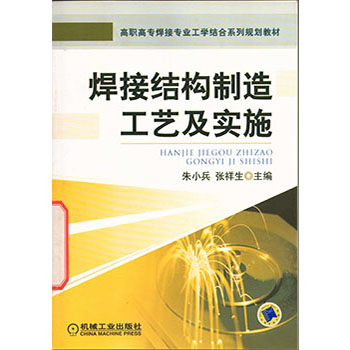 高职高专焊接专业工学结合系列规划教材
焊接结构制造
工艺及实施
HANJIE JIEGOU ZHIZAO
GONGYI JI SHISHI
朱小兵 张祥生 主编
机械工业出版社
CHINA MACHINE PRESS